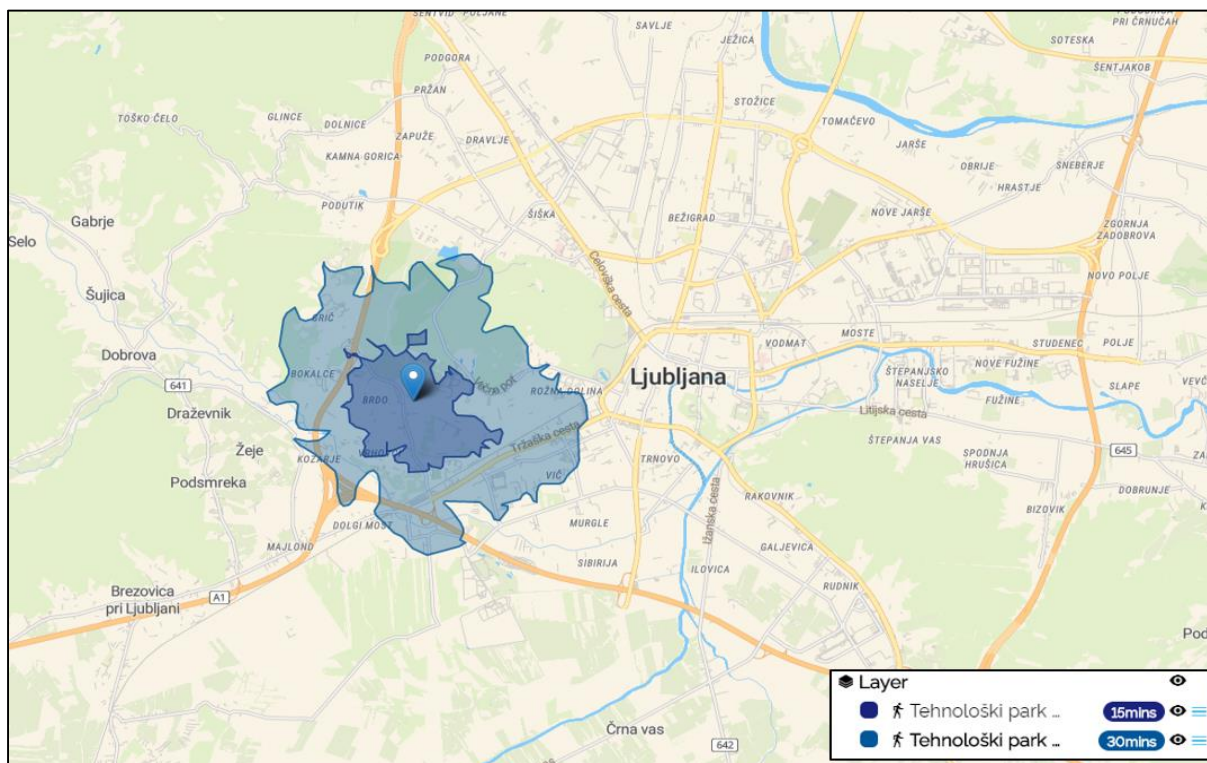 ŠENTVID
POLJANE
SAVLJE
JEŽICA
PRI ČRNUČAH
SOTESKA
ŠENTJAKOB
PODGORA
PRŽAN
STOŽICE
TOŠKO ČELO
GLINCE
DOLNICE
ZAPUŽE
DRAVLJE
TOMAČEVO
JARŠE
KAMNA GORICA
OBRIJE
SNEBERJE
HRASTJE
PODUTIK
ŠIŠKA
BEŽIGRAD
NOVE JARŠE
Gabrje
Selo
ZGORNJA
ZADOBROVA
Celovška cesta
NOVO POLJE
Šujica
GRIČ
Dobrova
MOSTE
VODMAT
STUDENEC
POLJE
NOVE FUŽINE
641
BOKALCE
Večna pot
ROŽNA DOLINA
Ljubljana
ŠTEPANJSKO
NASELJE
SLAPE
VEVČ
BRDO
FUŽINE
Draževnik
Litijska cesta
Tržaška cesta
ŠTEPANJA VAS
Žeje
KOZARJE
VRHO
TRNOVO
SPODNJA
HRUŠICA
645
Podsmreka
VIČ
RAKOVNIK
DOBRUNJE
BIZOVIK
DOLGI MOST
MURGLE
Ižanska cesta
MAJLOND
GALJEVICA
SIBIRIJA
ILOVICA
RUDNIK
Brezovica
pri Ljubljani
A1
Pod
Layer
Tehnološki park ... 15mins
Tehnološki park ... 30mins
Črna vas
642